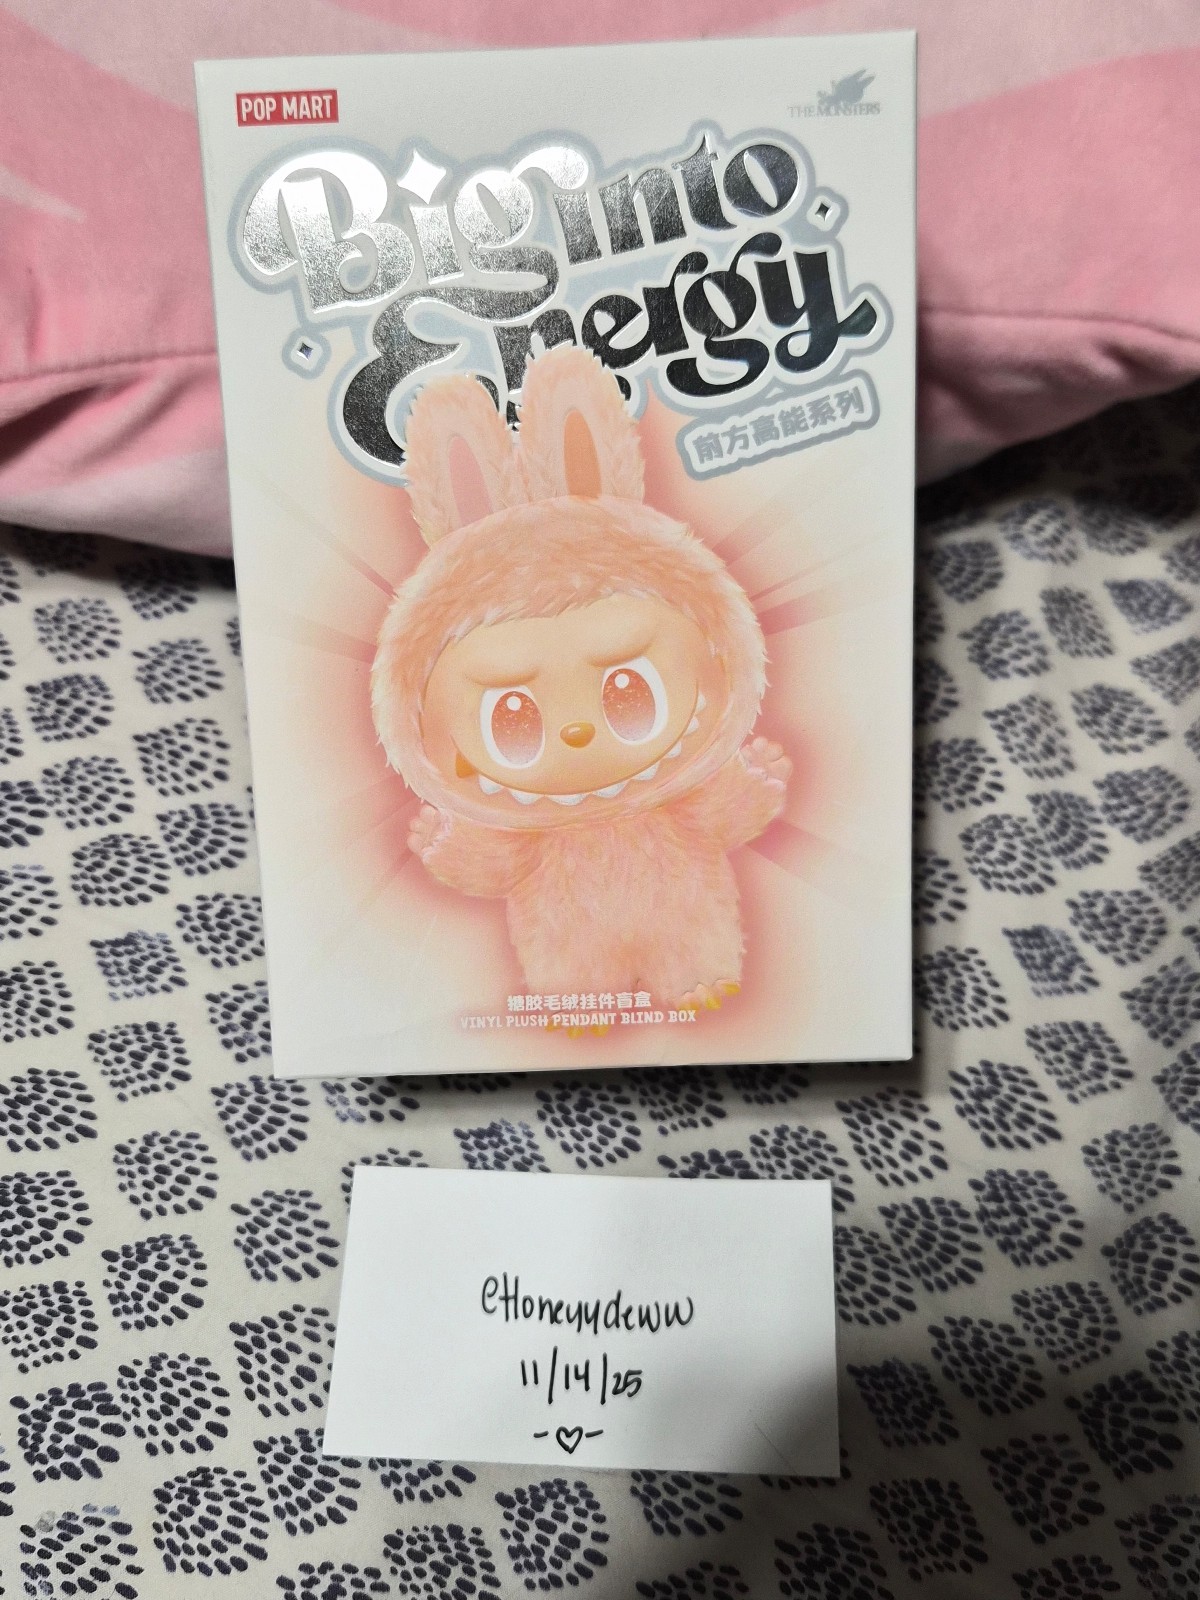 POP MART
THE MONSTERS
Big into
Energy
前方高能系列
搪胶毛绒挂件盲盒
VINYL PLUSH PENDANT BLIND BOX
@Honeyydeww
11/14/25
-♡-